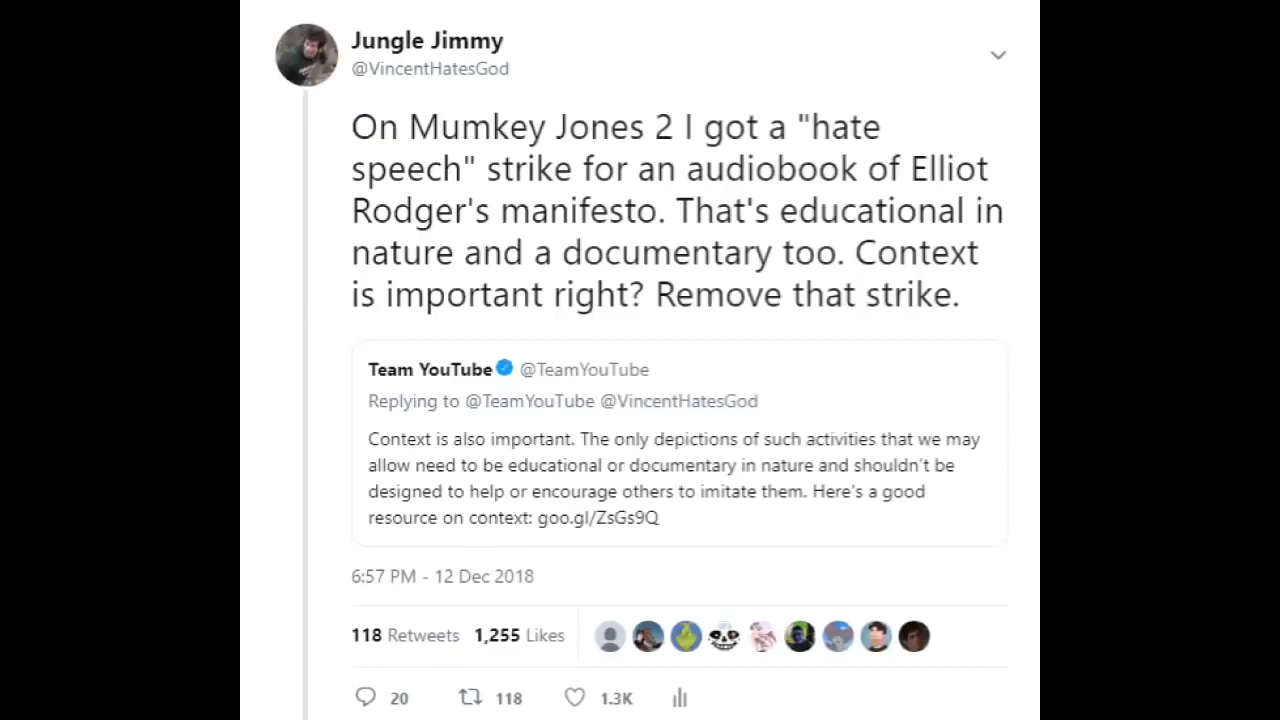 Jungle Jimmy
@VincentHatesGod
On Mumkey Jones 2 I got a "hate
speech" strike for an audiobook of Elliot
Rodger's manifesto. That's educational in
nature and a documentary too. Context
is important right? Remove that strike.
Team YouTube @TeamYouTube
Replying to @TeamYouTube @VincentHatesGod
Context is also important. The only depictions of such activities that we may
allow need to be educational or documentary in nature and shouldn't be
designed to help or encourage others to imitate them. Here's a good
resource on context: goo.gl/ZsGs9Q
6:57 PM - 12 Dec 2018
118 Retweets 1,255 Likes
20 118 1.3K